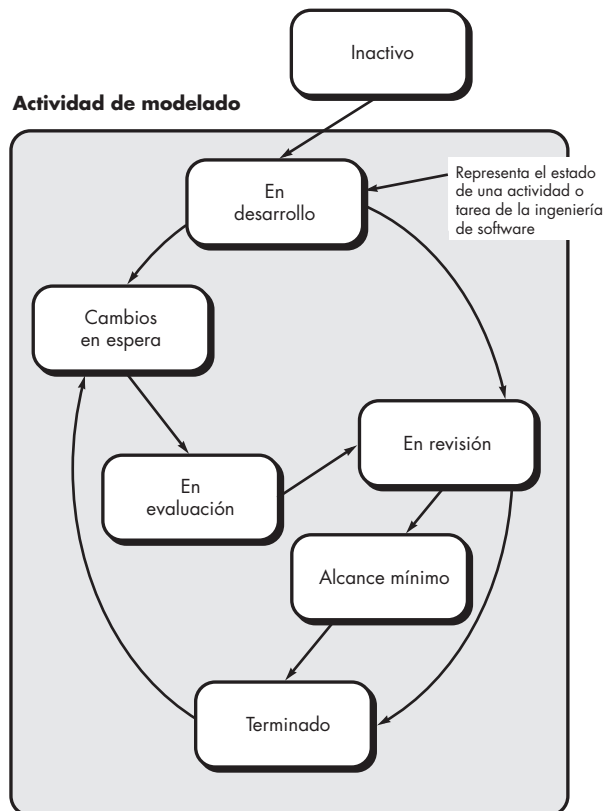 Inactivo
Actividad de modelado
En
desarrollo
Representa el estado
de una actividad o
tarea de la ingeniería
de software
Cambios
en espera
En revisión
En
evaluación
Alcance mínimo
Terminado